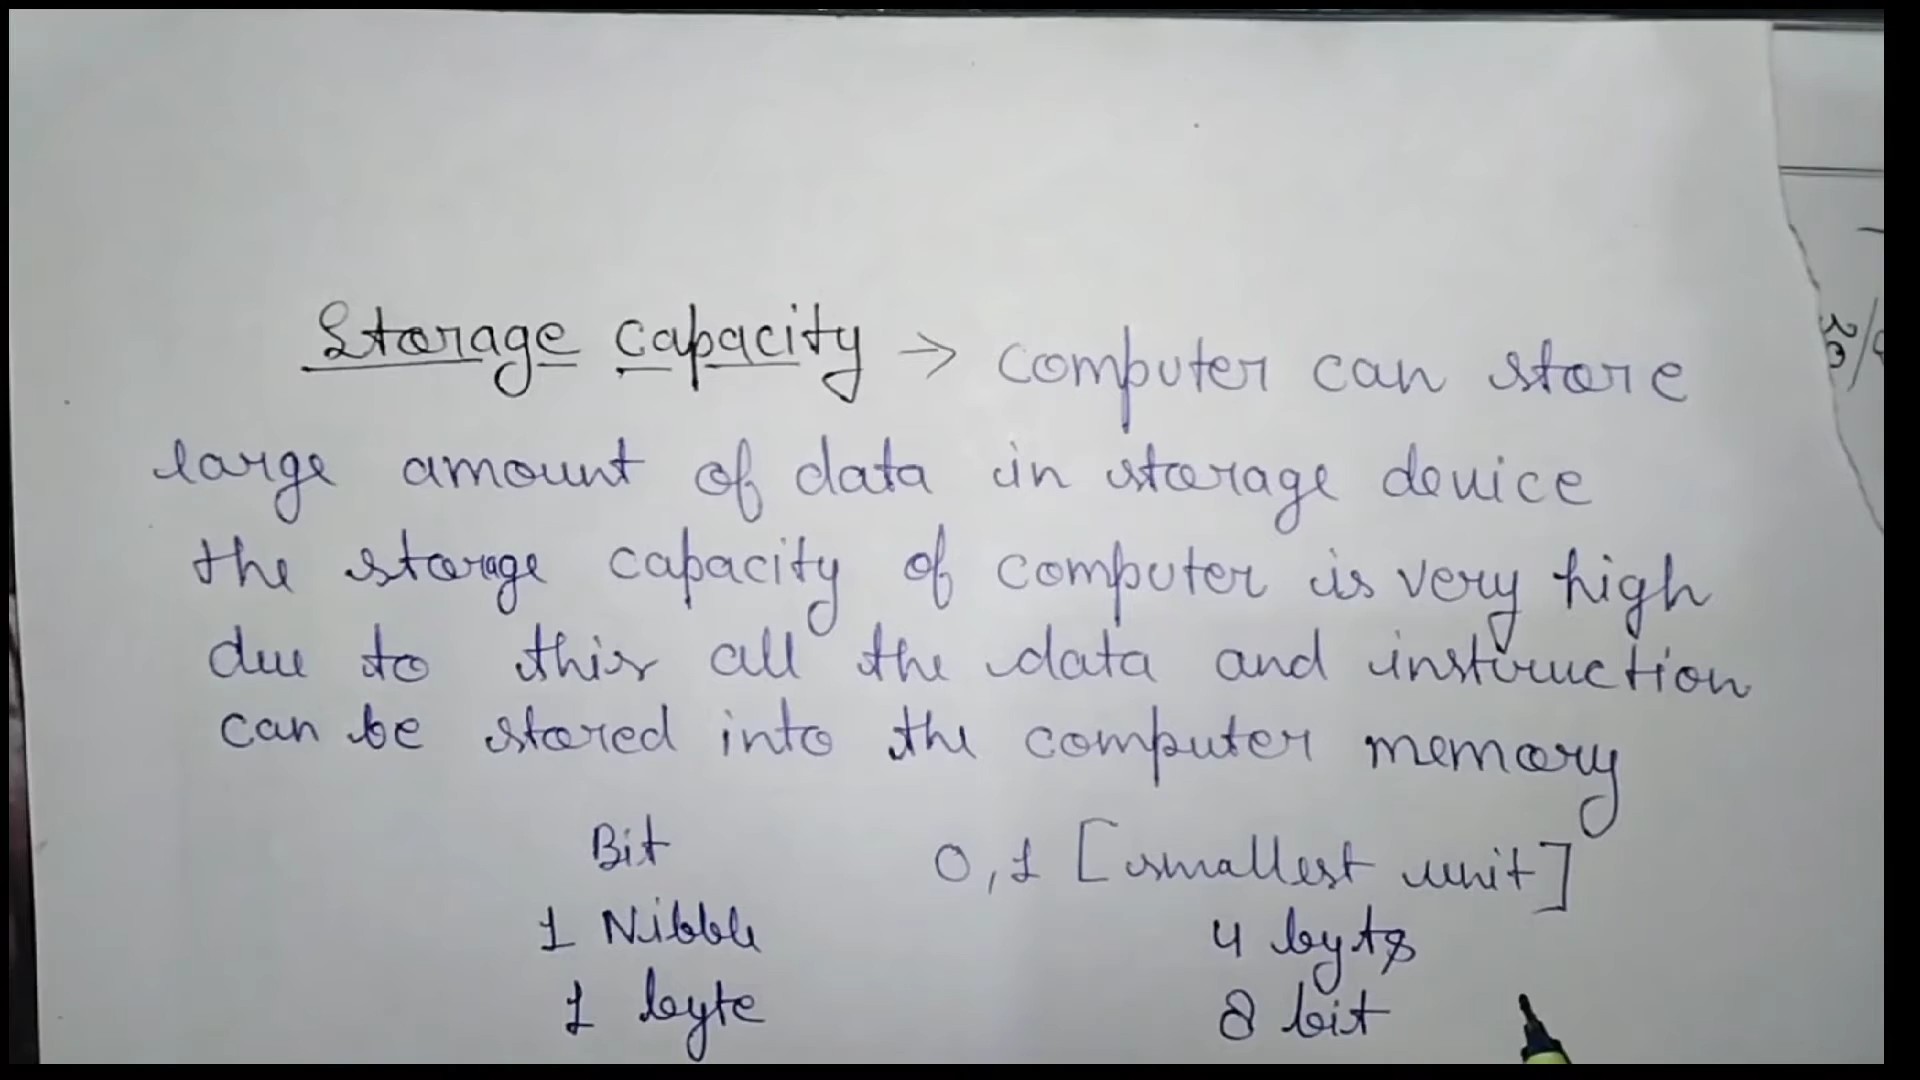 Storage capacity → computer can store
large amount of data in storage device
the storage capacity of computer is very high
due to this all the data and instruction
can be stored into the computer memory
Bit 0,1 [smallest unit]
1 Nibble 4 byts
1 byte 8 bit